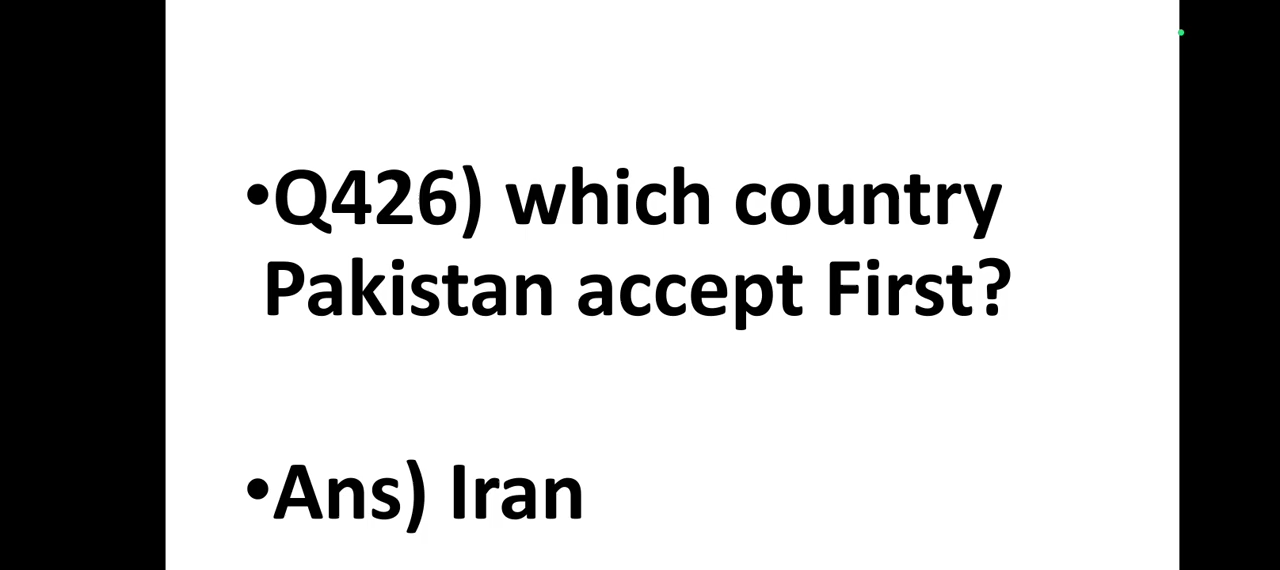 •Q426) which country
Pakistan accept First?
•Ans) Iran